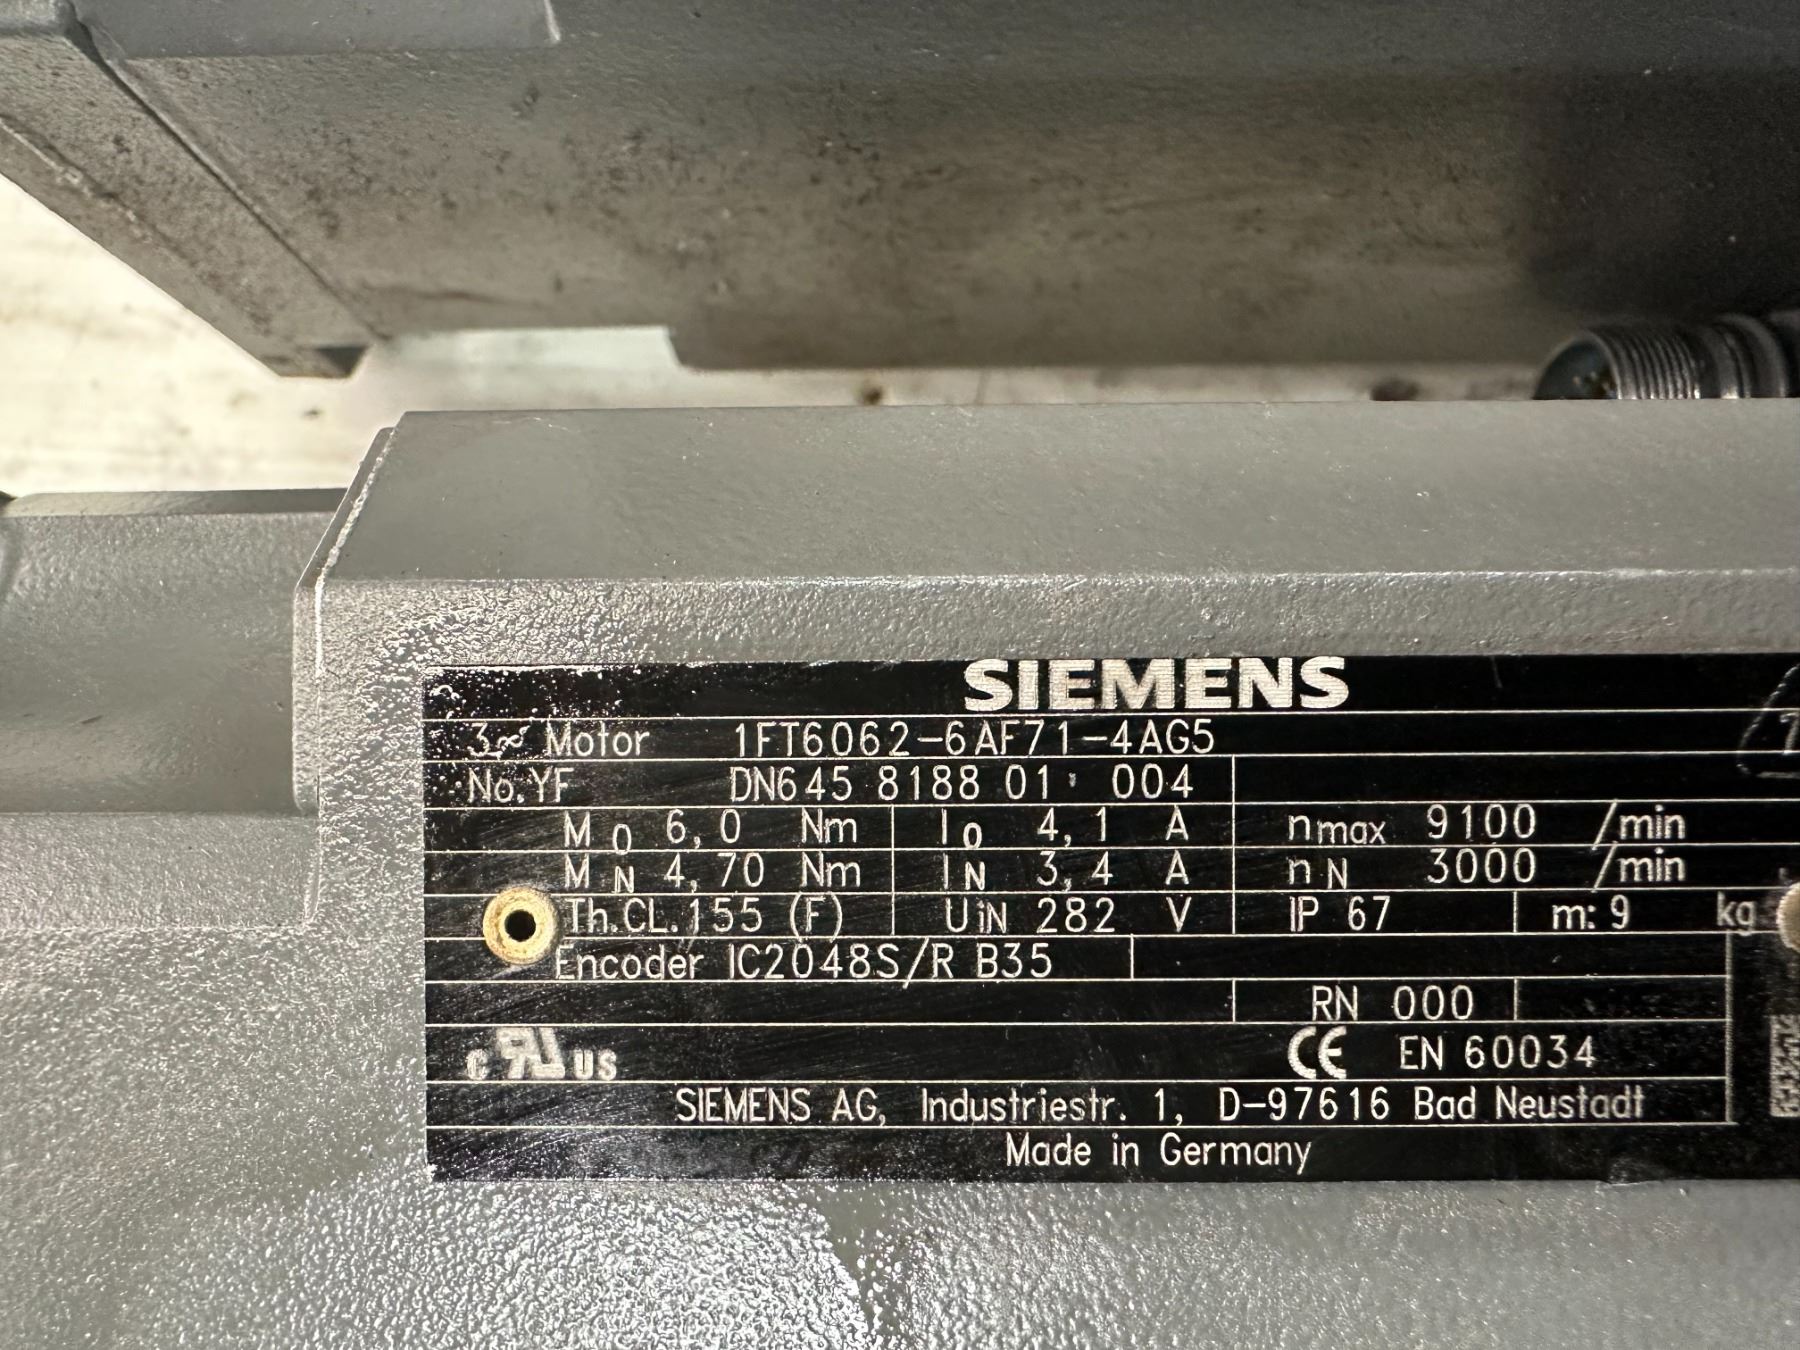 SIEMENS
3~ Motor 1FT6062-6AF71-4AG5
No.YF DN645 8188 01 004
M0 6,0 Nm I0 4,1 A nmax 9100 /min
MN 4,70 Nm IN 3,4 A nN 3000 /min
Th.CL.155 (F) UiN 282 V IP 67 m: 9 kg
Encoder IC2048S/R B35
RN 000
c RU US CE EN 60034
SIEMENS AG, Industriestr. 1, D-97616 Bad Neustadt
Made in Germany